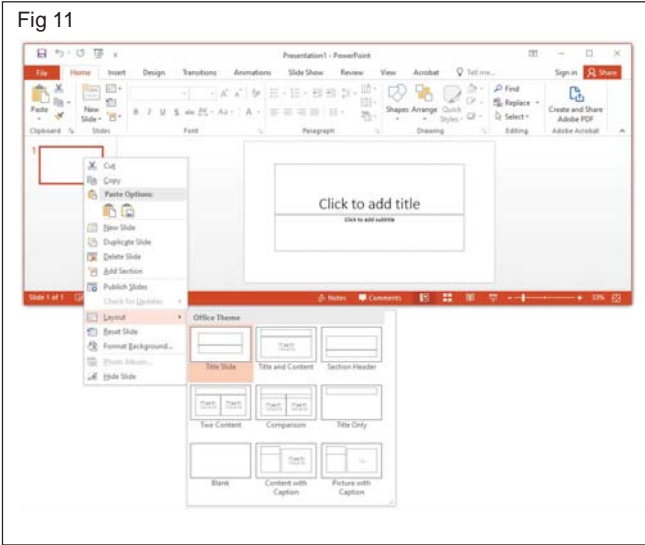 Fig 11
Presentation1 - PowerPoint
File Home Insert Design Transitions Animations Slide Show Review View Acrobat Tell me... Sign in Share
Paste
New Slide
B I U S abc AV Aa A
Shapes Arrange Quick Styles
Find
Replace
Select
Create and Share Adobe PDF
Clipboard Slides Font Paragraph Drawing Editing Adobe Acrobat
1
Cut
Copy
Paste Options:
New Slide
Duplicate Slide
Delete Slide
Add Section
Publish Slides
Check for Updates
Layout
Reset Slide
Format Background...
Photo Album...
Hide Slide
Click to add title
Click to add subtitle
Slide 1 of 1 Notes Comments 33%
Office Theme
Title Slide Title and Content Section Header
Two Content Comparison Title Only
Blank Content with Caption Picture with Caption